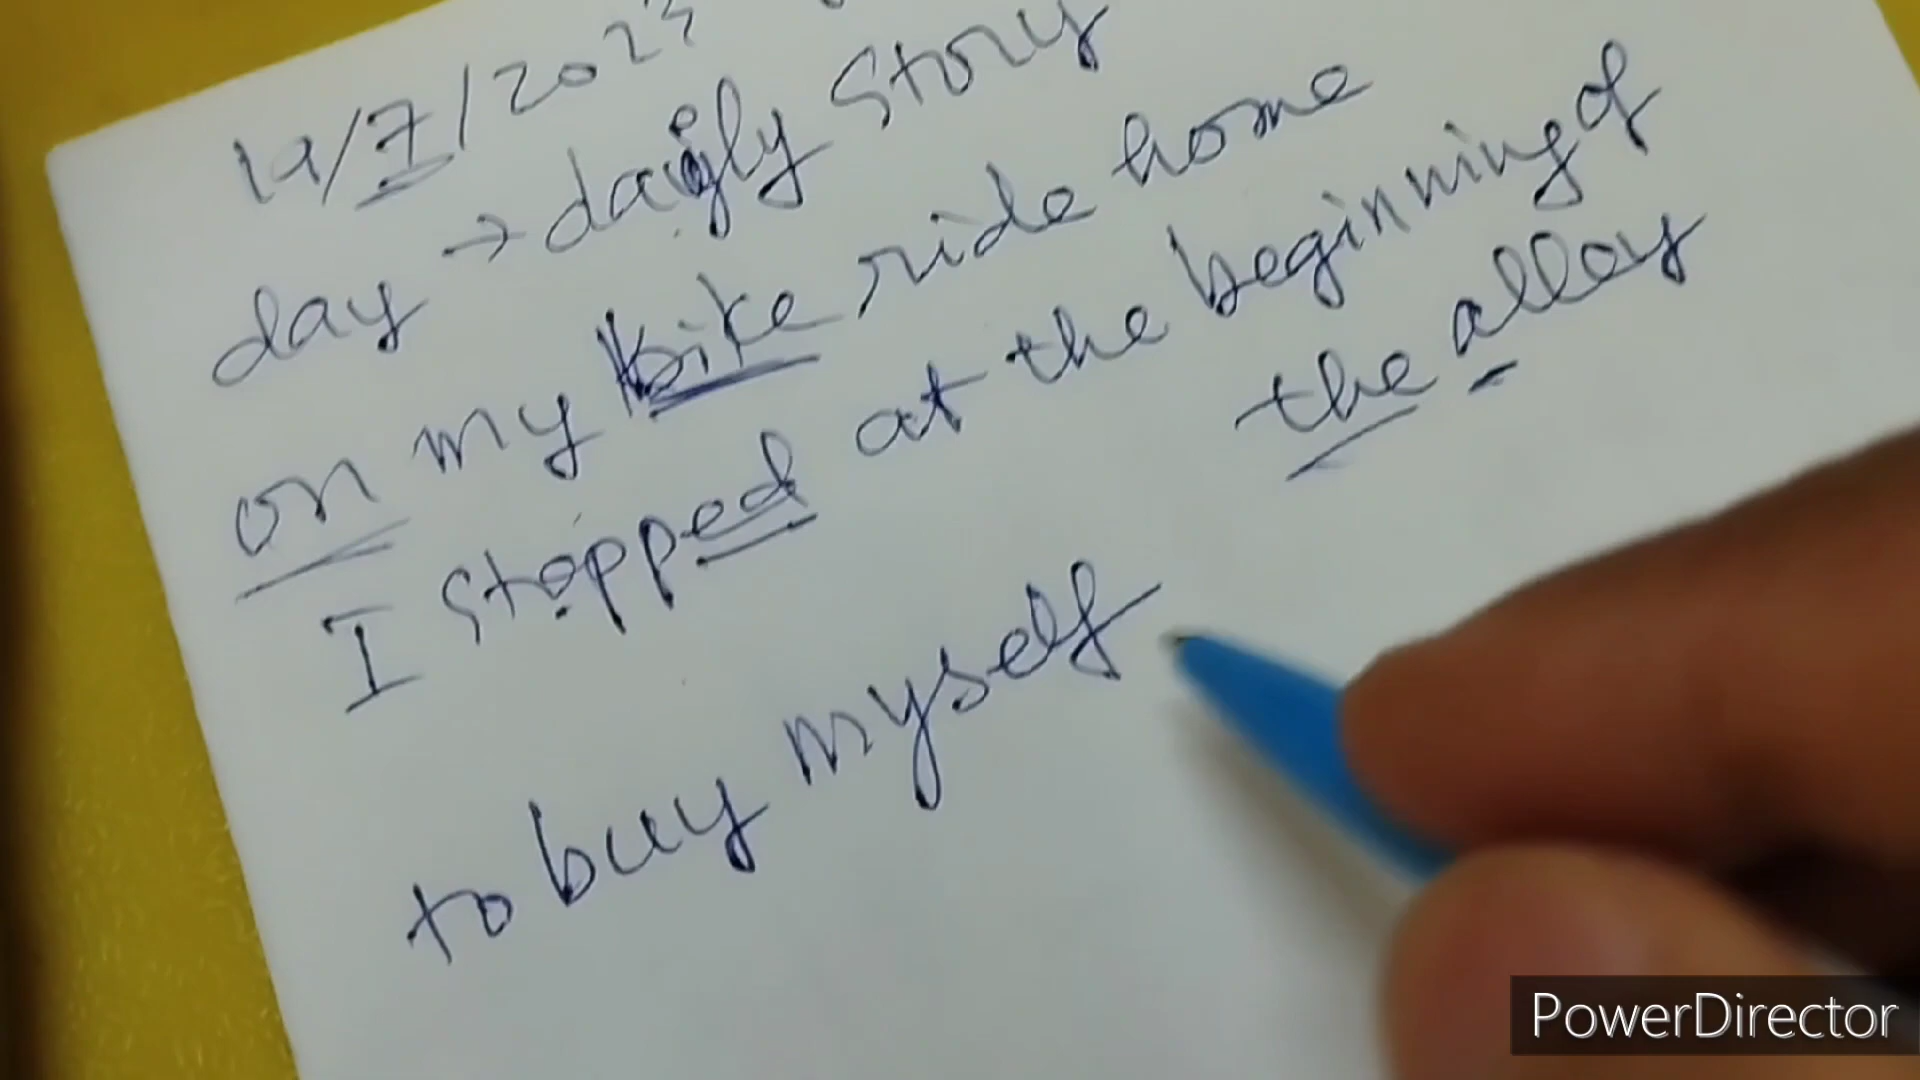 19/7/2023
day → daily story
on my bike ride home
I stopped at the beginning of
the alloy
to buy myself
PowerDirector